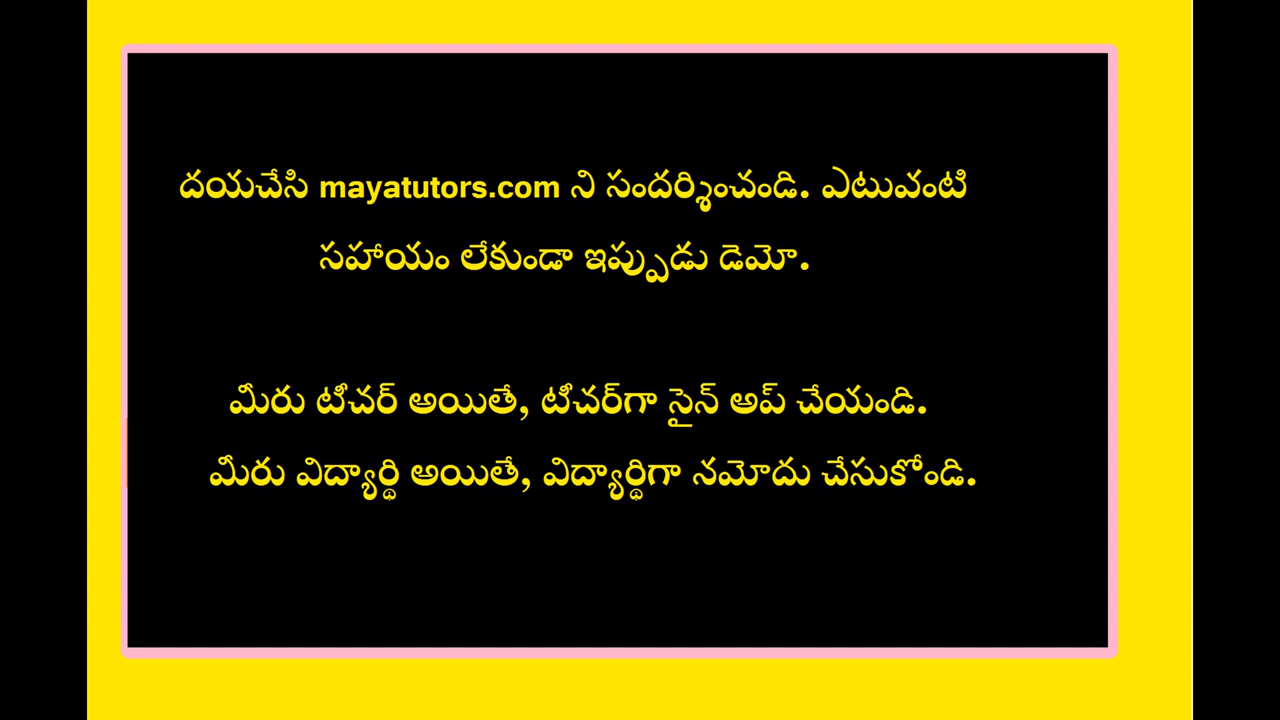 దయచేసి mayatutors.com ని సందర్శించండి. ఎటువంటి
సహాయం లేకుండా ఇప్పుడు డెమో.
మీరు టీచర్ అయితే, టీచర్‌గా సైన్ అప్ చేయండి.
మీరు విద్యార్థి అయితే, విద్యార్థిగా నమోదు చేసుకోండి.